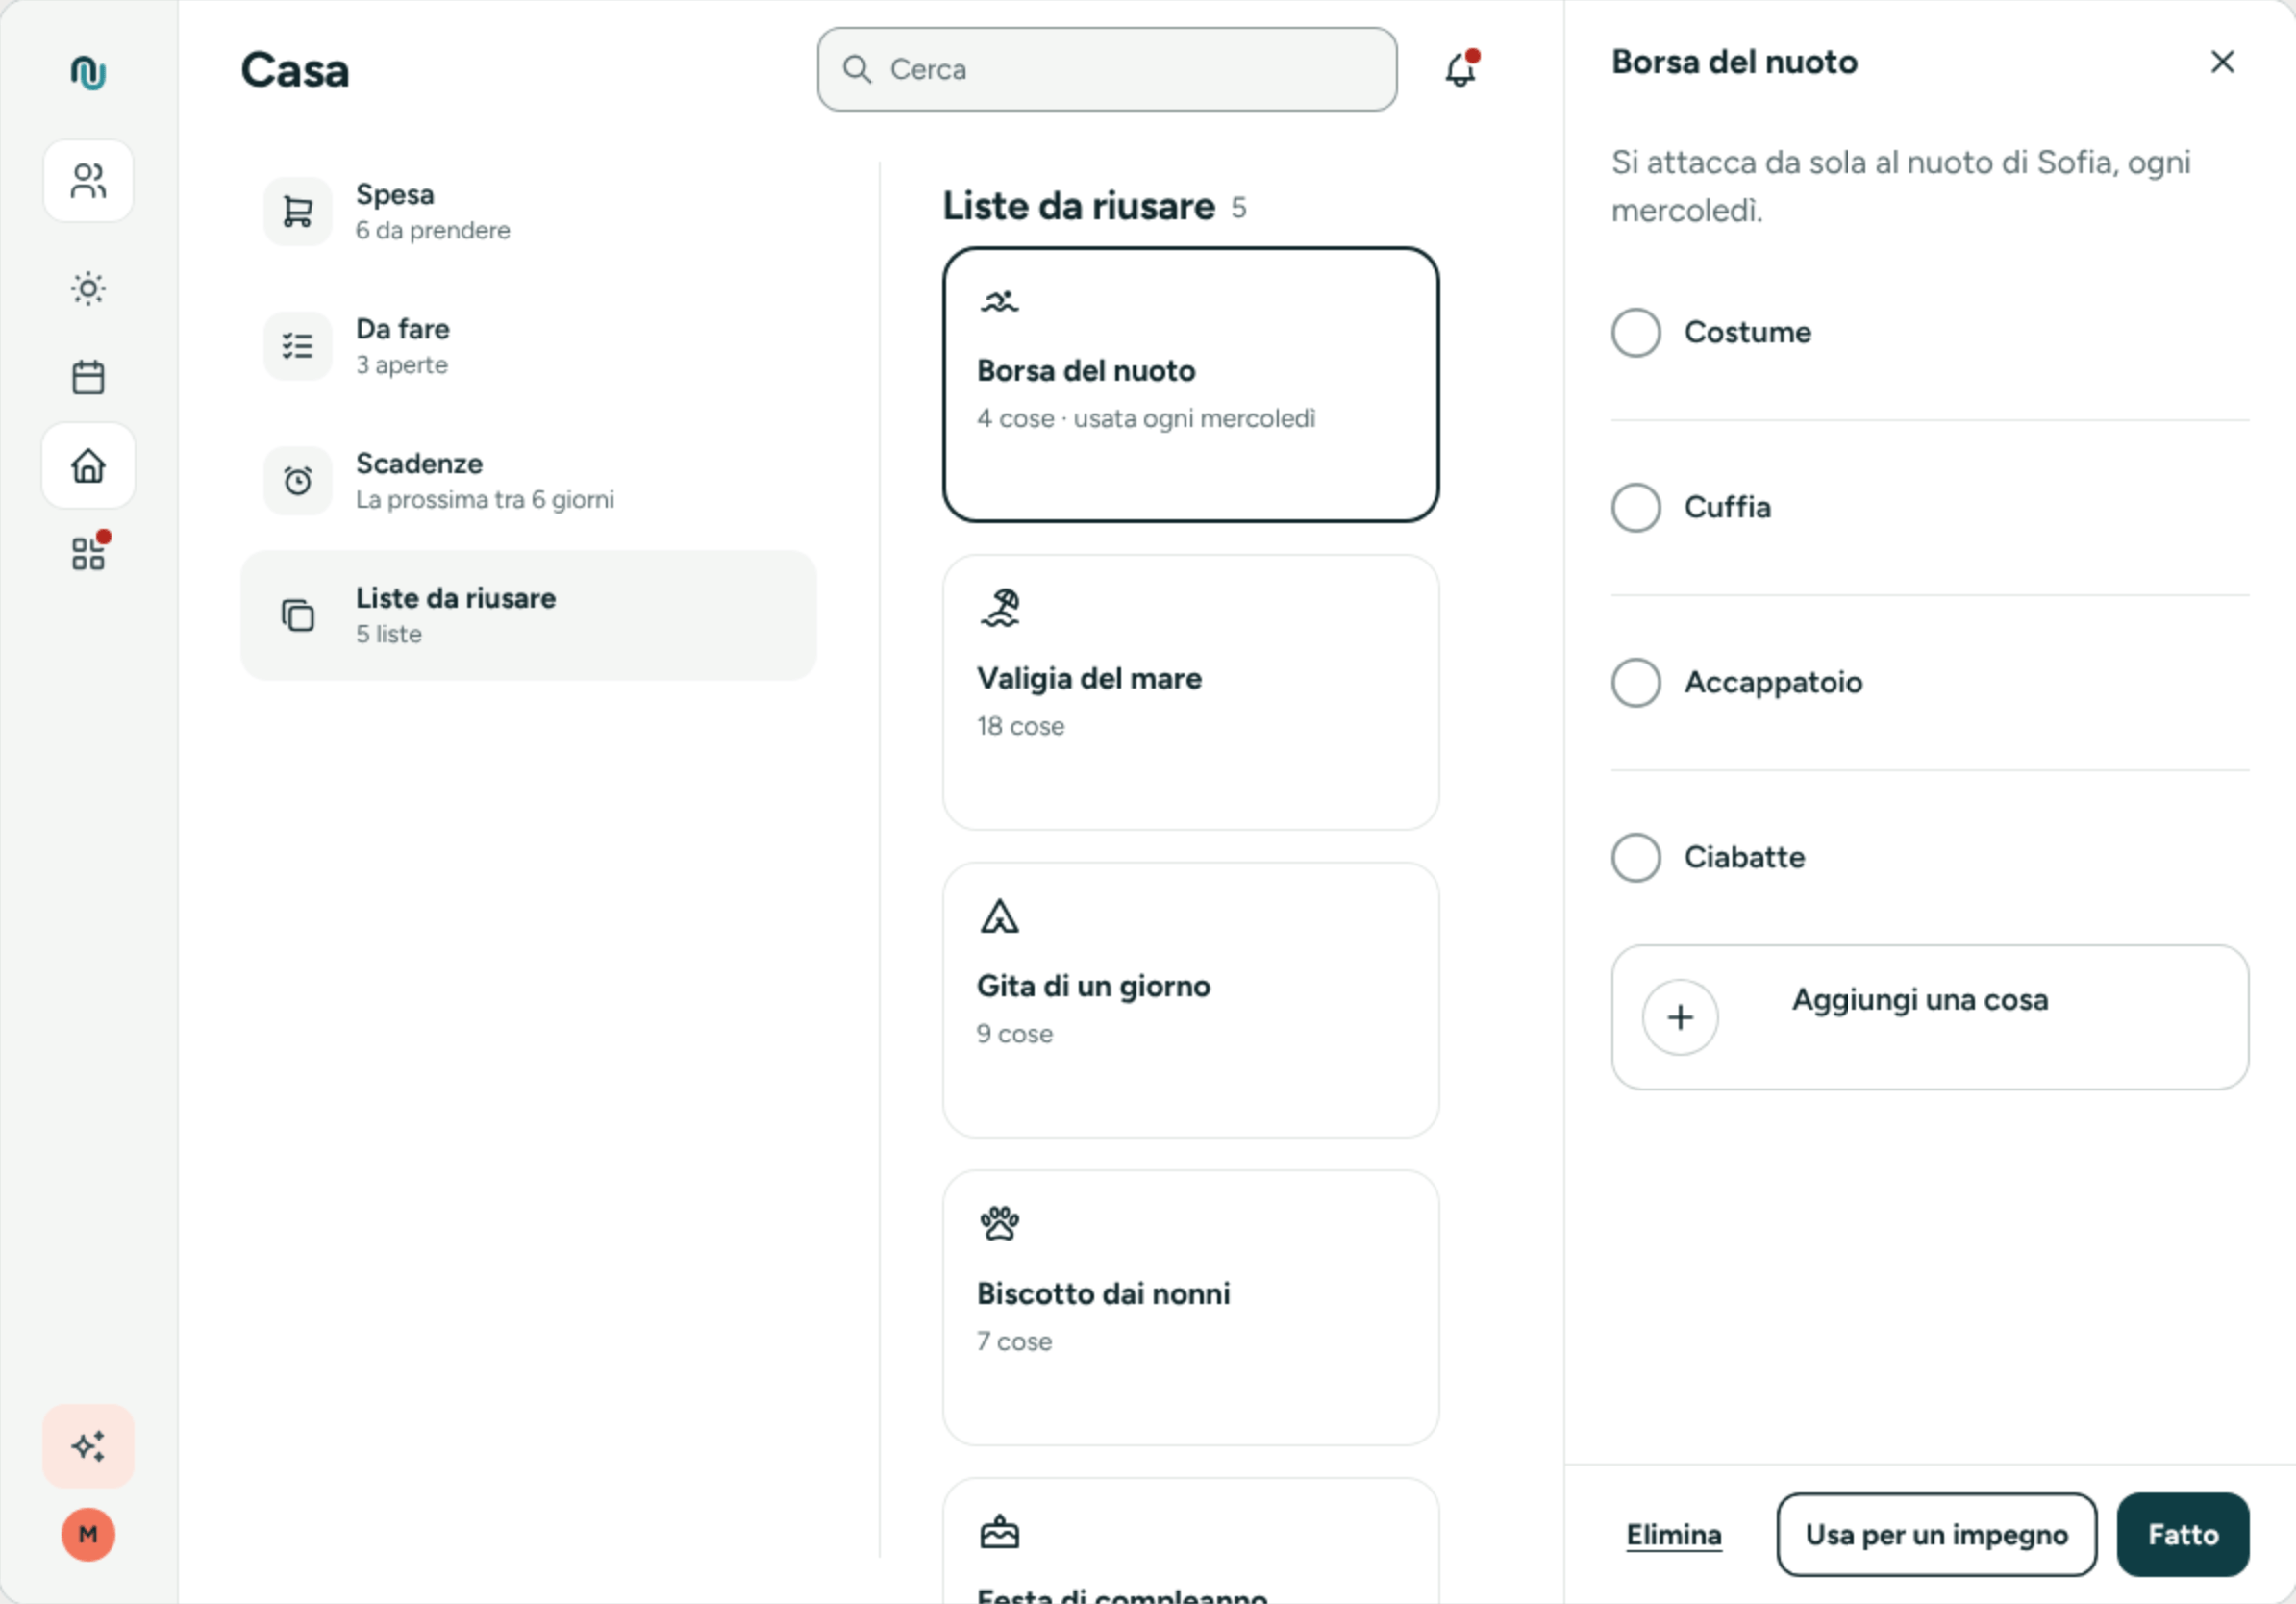 Casa
Cerca
Spesa
6 da prendere
Da fare
3 aperte
Scadenze
La prossima tra 6 giorni
Liste da riusare
5 liste
M
Liste da riusare 5
Borsa del nuoto
4 cose · usata ogni mercoledì
Valigia del mare
18 cose
Gita di un giorno
9 cose
Biscotto dai nonni
7 cose
Festa di compleanno
Borsa del nuoto
Si attacca da sola al nuoto di Sofia, ogni
mercoledì.
Costume
Cuffia
Accappatoio
Ciabatte
Aggiungi una cosa
Elimina
Usa per un impegno
Fatto